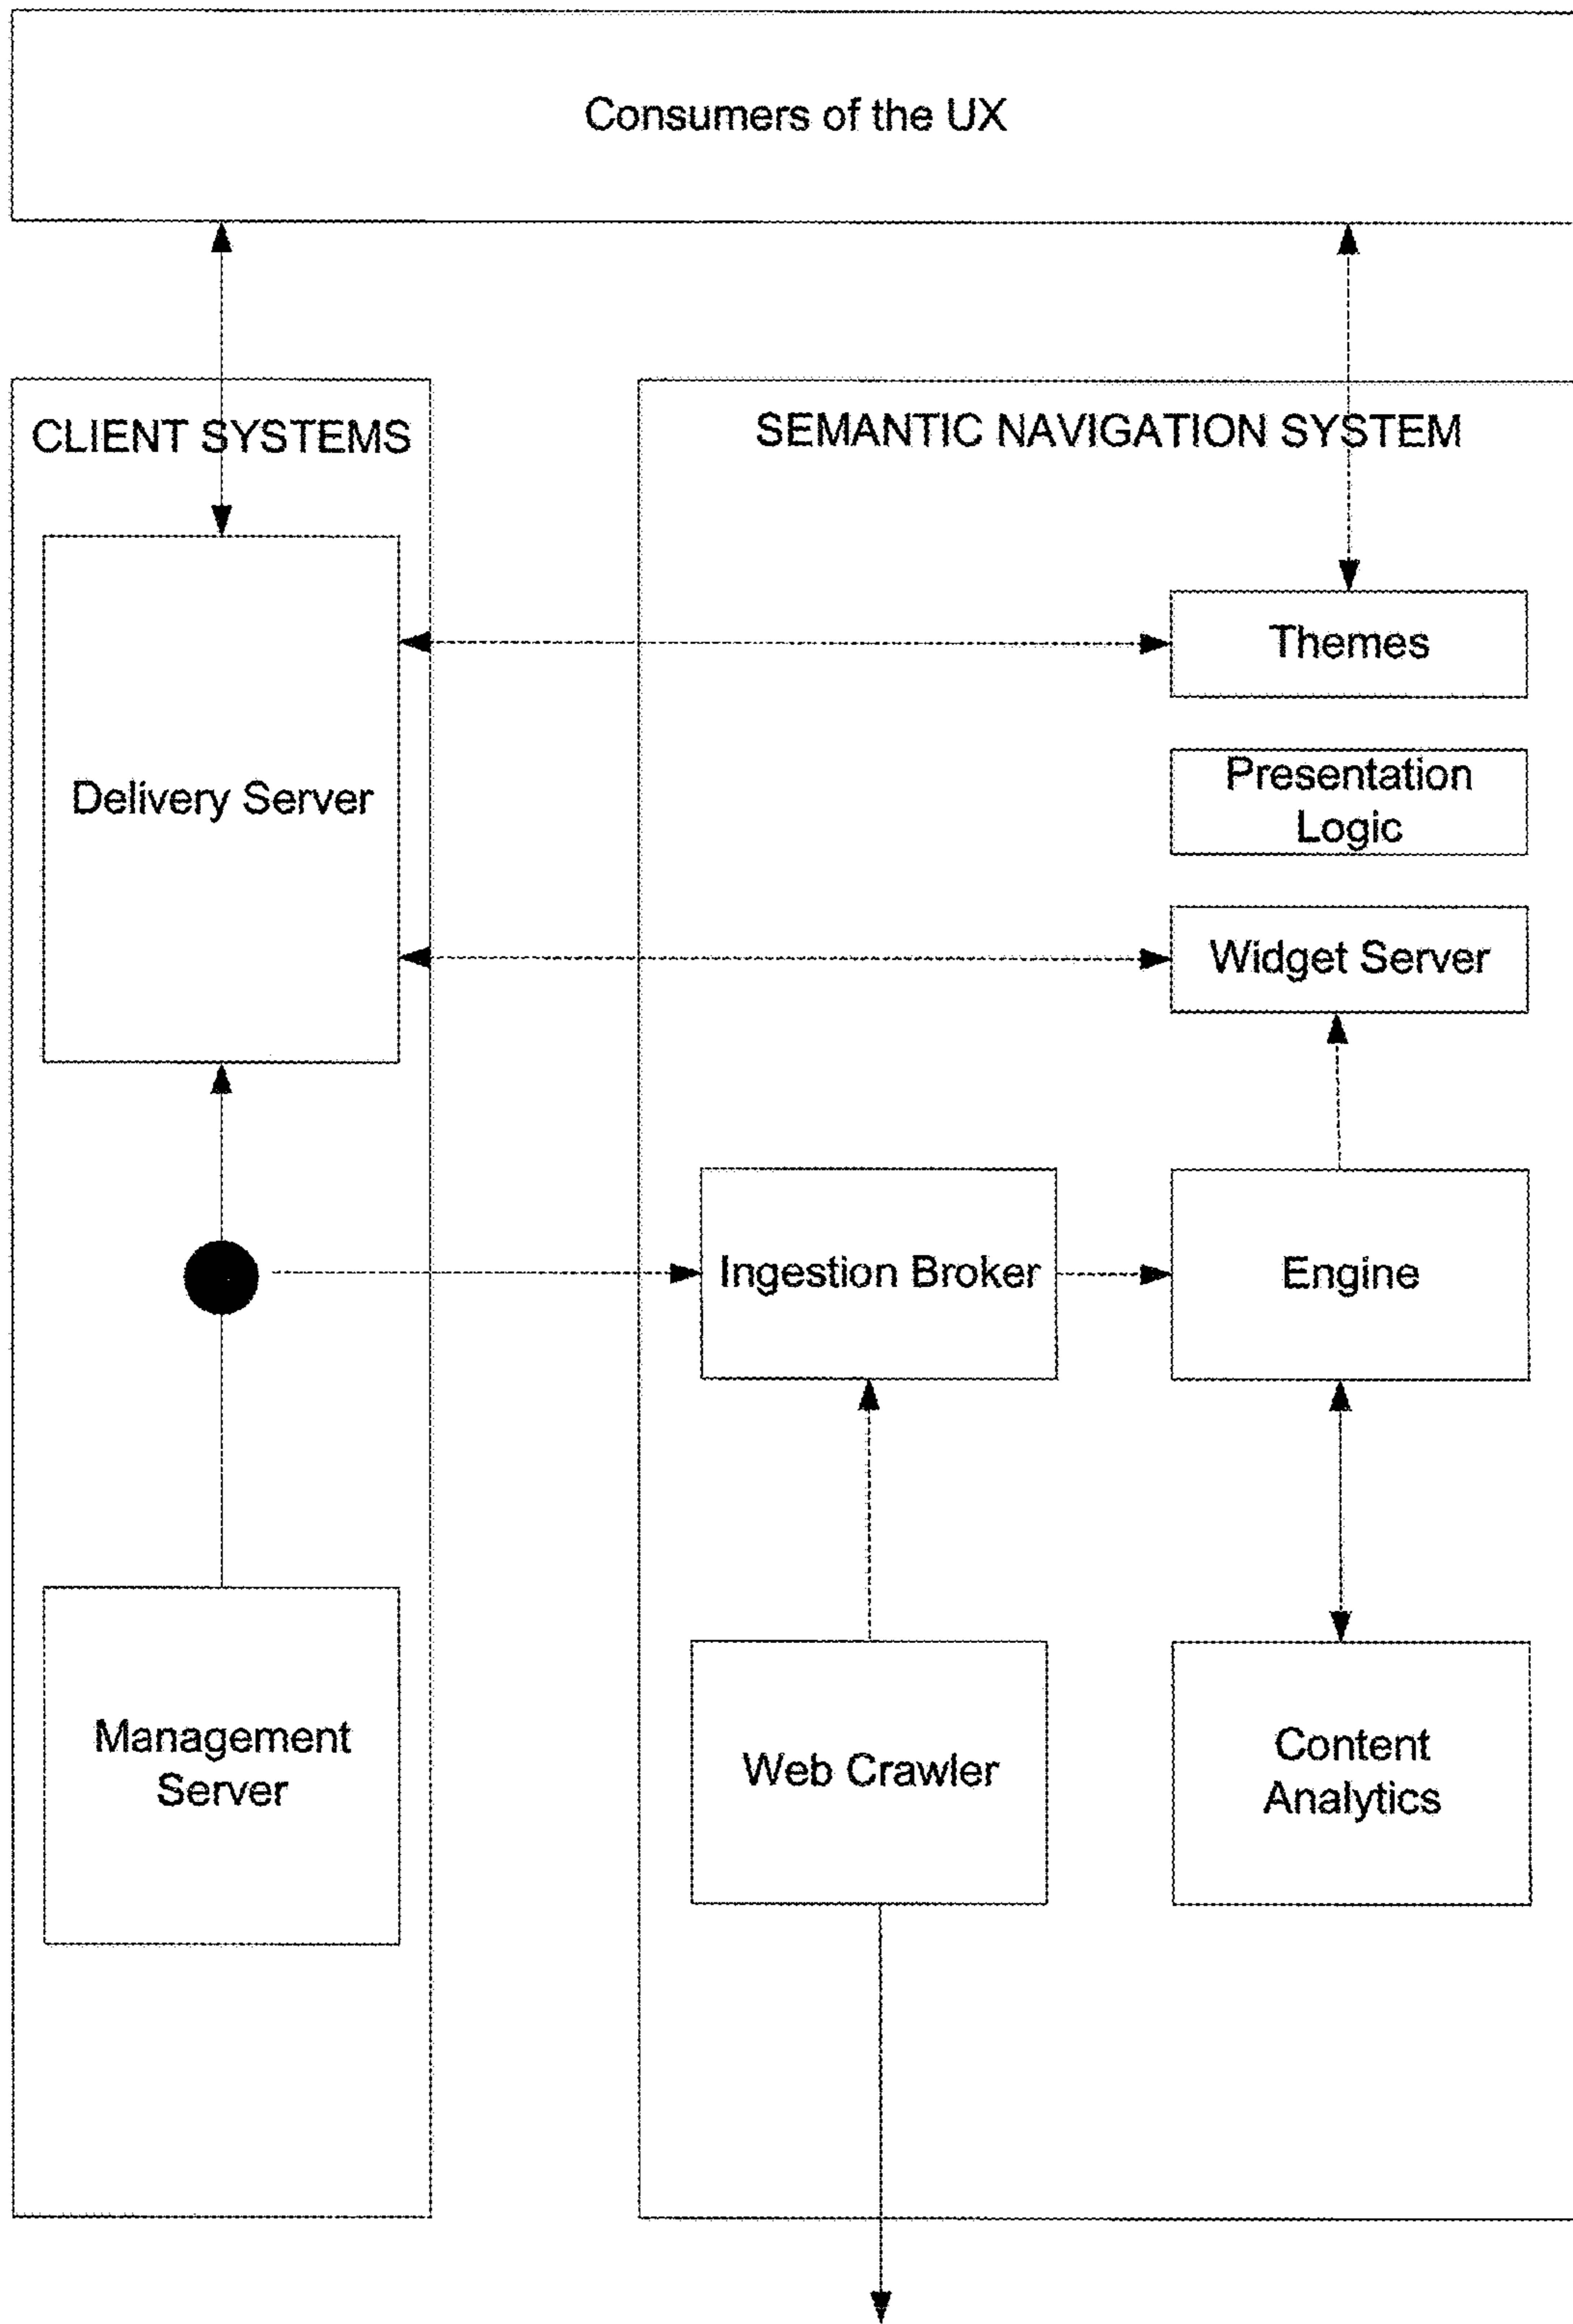 Consumers of the UX
CLIENT SYSTEMS
SEMANTIC NAVIGATION SYSTEM
Delivery Server
Themes
Presentation
Logic
Widget Server
Ingestion Broker
Engine
Management
Server
Web Crawler
Content
Analytics